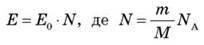 E = E₀ · N, де N = m/M N_A